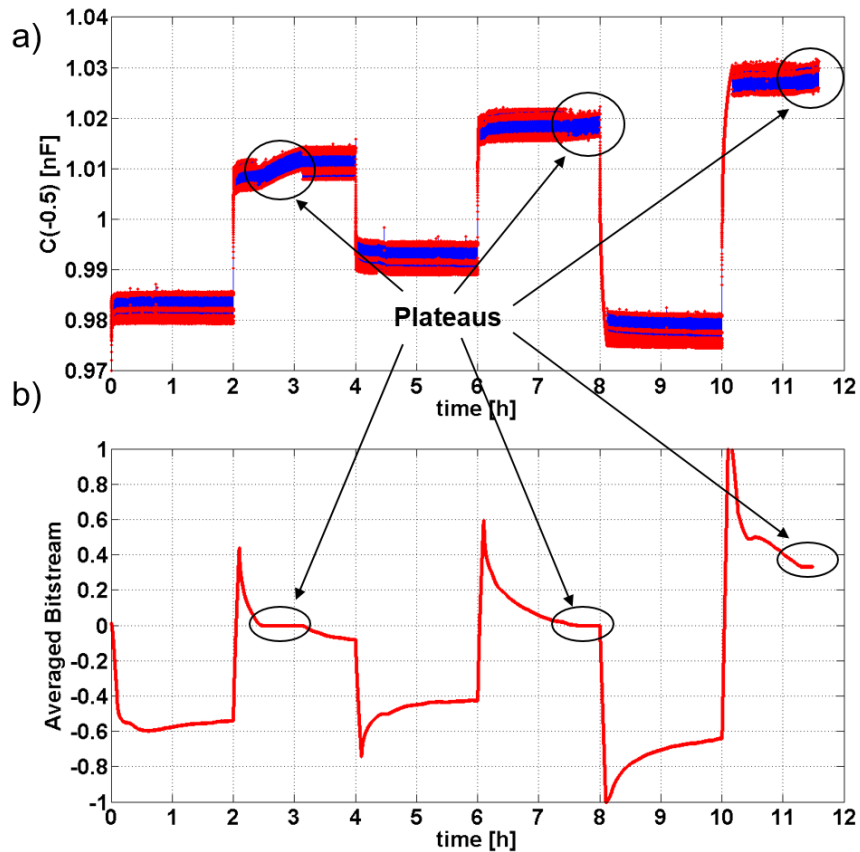 a)
C(-0.5) [nF]
1.04
1.03
1.02
1.01
1
0.99
0.98
0.97
0 1 2 3 4 5 6 7 8 9 10 11 12
time [h]
Plateaus
b)
Averaged Bitstream
1
0.8
0.6
0.4
0.2
0
-0.2
-0.4
-0.6
-0.8
-1
0 1 2 3 4 5 6 7 8 9 10 11 12
time [h]